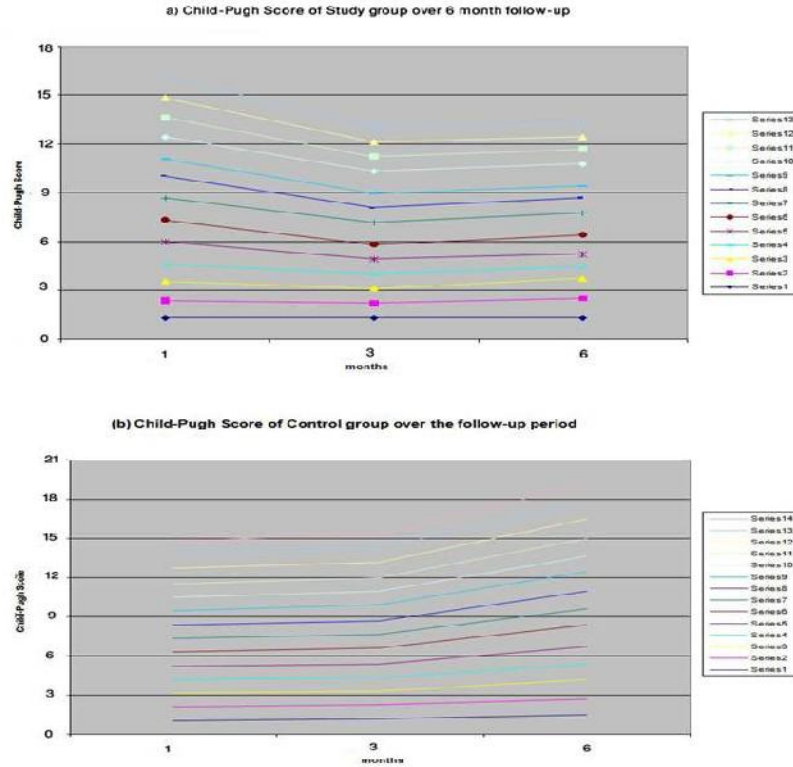 a) Child-Pugh Score of Study group over 6 month follow-up
18
15
12
9
6
3
0
Child-Pugh Score
1
3
6
months
Series13
Series12
Series11
Series10
Series9
Series8
Series7
Series6
Series5
Series4
Series3
Series2
Series1
(b) Child-Pugh Score of Control group over the follow-up period
21
18
15
12
9
6
3
0
Child-Pugh Score
1
3
6
months
Series14
Series13
Series12
Series11
Series10
Series9
Series8
Series7
Series6
Series5
Series4
Series3
Series2
Series1